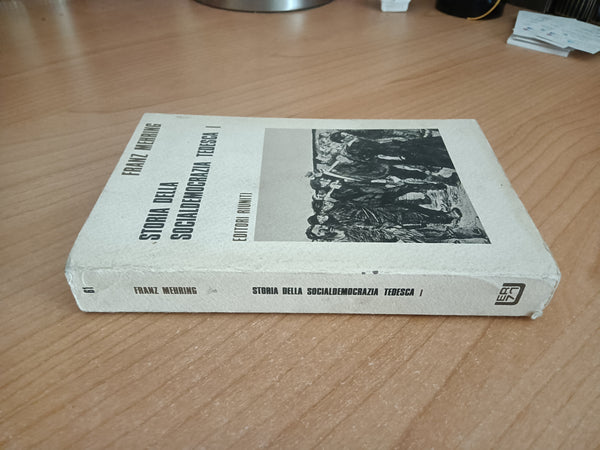 FRANZ MEHRING
STORIA DELLA
SOCIALDEMOCRAZIA TEDESCA I
EDITORI RIUNITI
61 FRANZ MEHRING STORIA DELLA SOCIALDEMOCRAZIA TEDESCA I